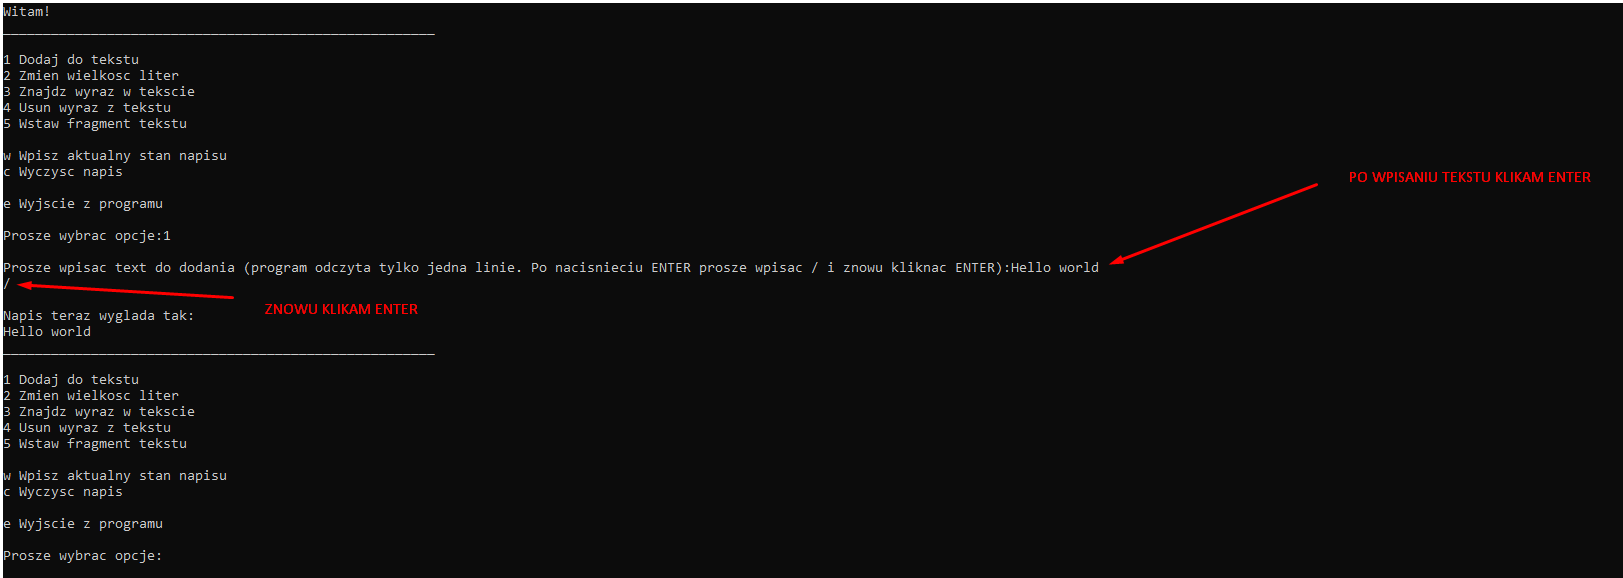 Witam!
______________________________________________________
1 Dodaj do tekstu
2 Zmien wielkosc liter
3 Znajdz wyraz w tekscie
4 Usun wyraz z tekstu
5 Wstaw fragment tekstu
w Wpisz aktualny stan napisu
c Wyczysc napis
PO WPISANIU TEKSTU KLIKAM ENTER
e Wyjscie z programu
Prosze wybrac opcje:1
Prosze wpisac text do dodania (program odczyta tylko jedna linie. Po nacisnieciu ENTER prosze wpisac / i znowu kliknac ENTER):Hello world
/
ZNOWU KLIKAM ENTER
Napis teraz wyglada tak:
Hello world
______________________________________________________
1 Dodaj do tekstu
2 Zmien wielkosc liter
3 Znajdz wyraz w tekscie
4 Usun wyraz z tekstu
5 Wstaw fragment tekstu
w Wpisz aktualny stan napisu
c Wyczysc napis
e Wyjscie z programu
Prosze wybrac opcje: